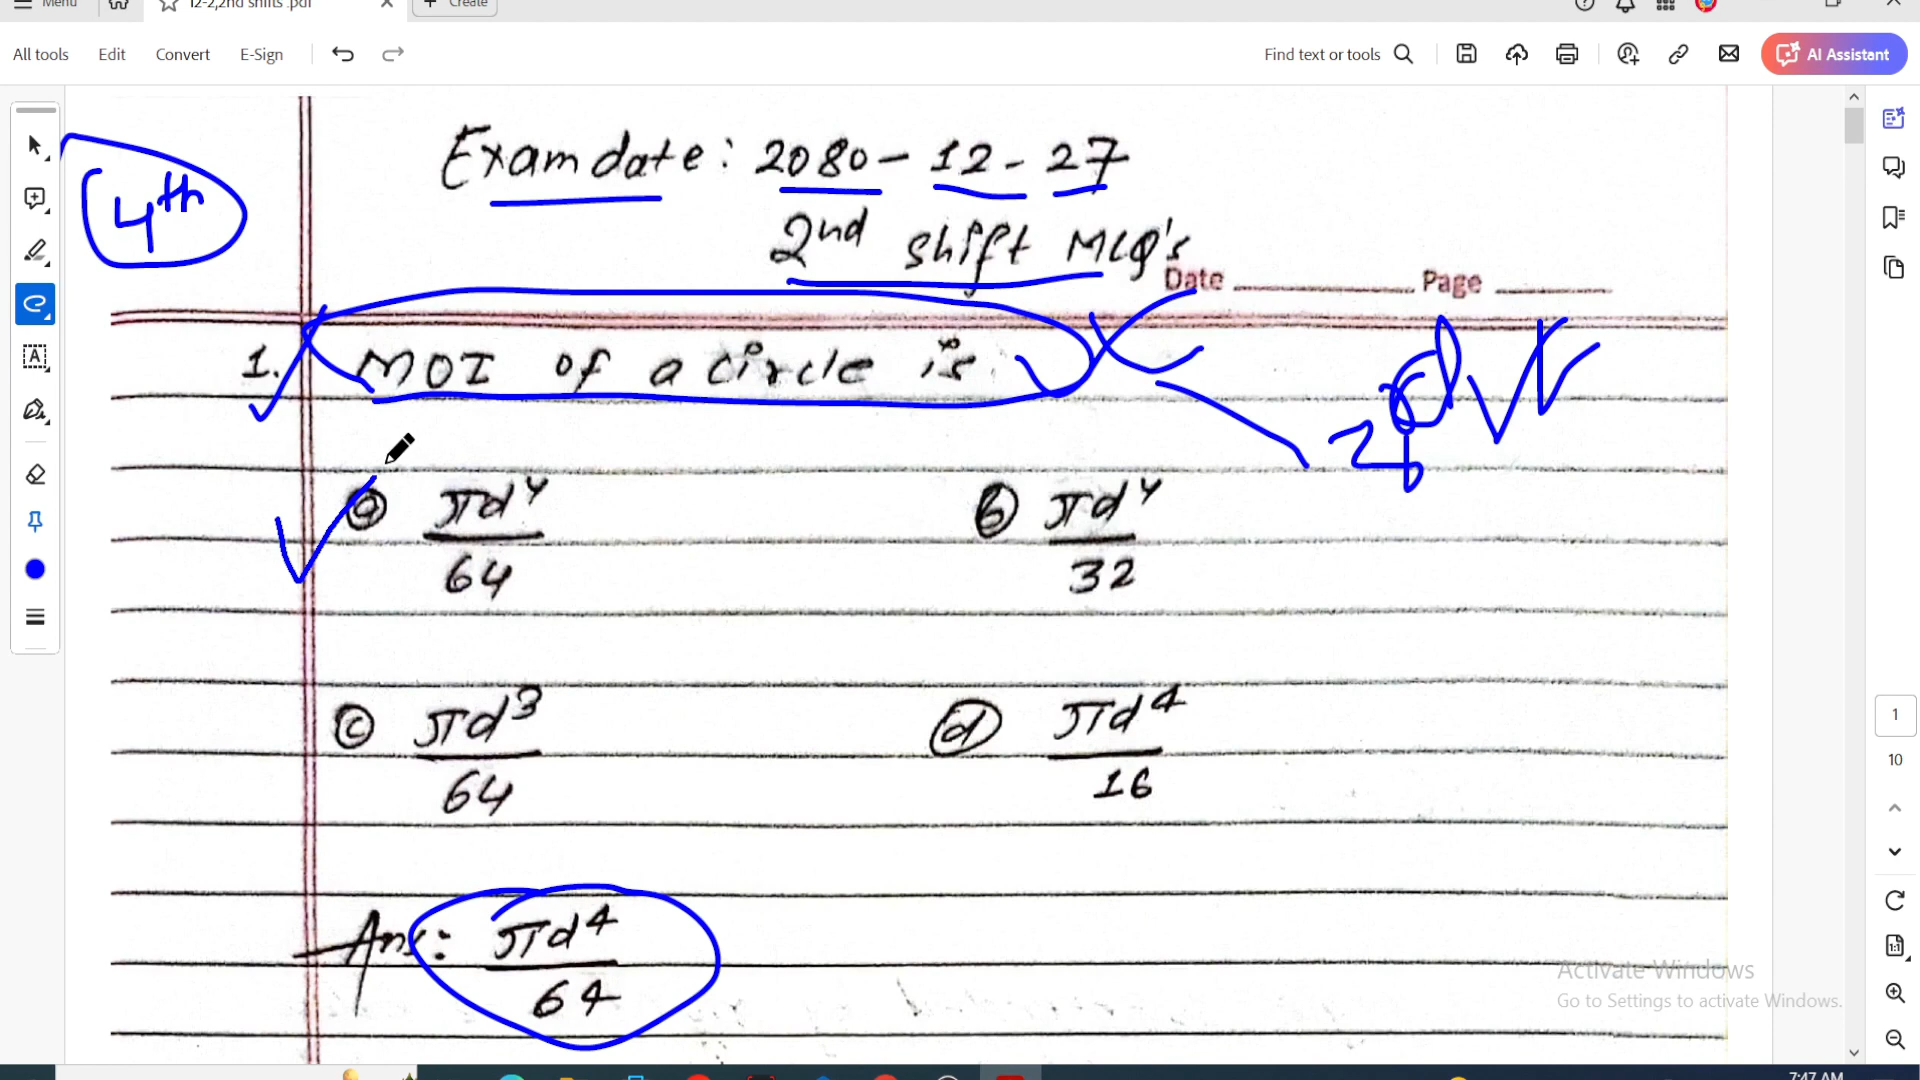 Menu
12-2,2nd shifts .pdf
Create
All tools Edit Convert E-Sign
Find text or tools
AI Assistant
4th
Exam date: 2080-12-27
2nd shift MCQ's
Date Page
1. MOI of a circle is
ⓐ πd⁴/64 ⓑ πd⁴/32
ⓒ πd³/64 ⓓ πd⁴/16
Ans: πd⁴/64
1
10
Activate Windows
Go to Settings to activate Windows.
7:47 AM